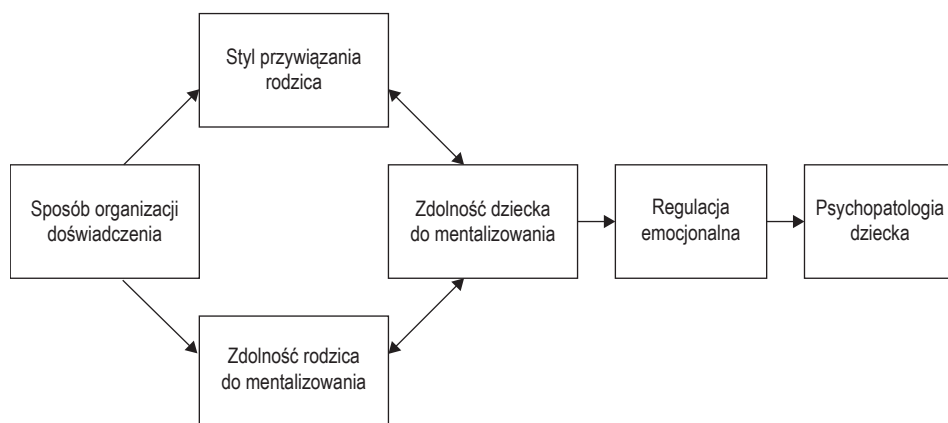 Styl przywiązania
rodzica
Sposób organizacji
doświadczenia
Zdolność dziecka
do mentalizowania
Regulacja
emocjonalna
Psychopatologia
dziecka
Zdolność rodzica
do mentalizowania